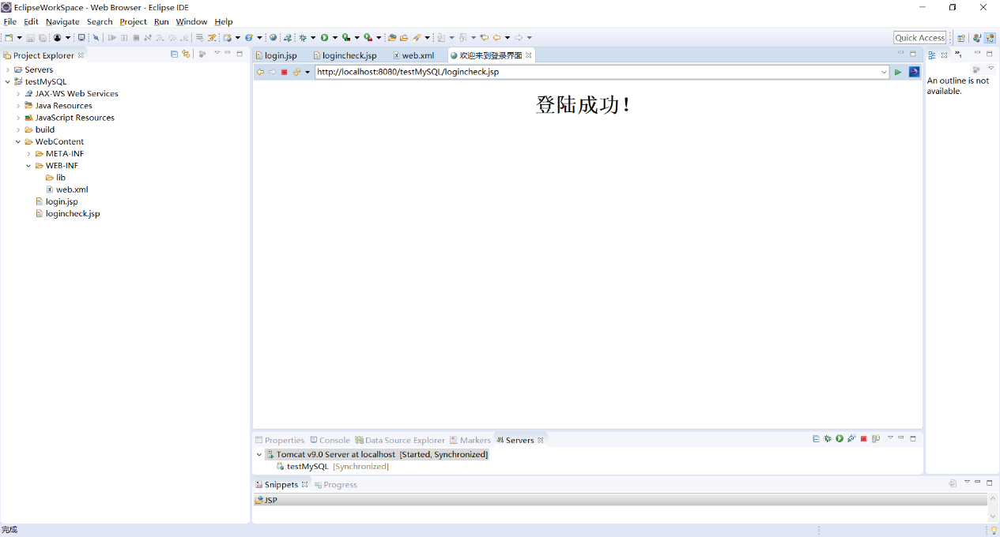 EclipseWorkSpace - Web Browser - Eclipse IDE
File Edit Navigate Search Project Run Window Help
Quick Access
Project Explorer
Servers
testMySQL
JAX-WS Web Services
Java Resources
JavaScript Resources
build
WebContent
META-INF
WEB-INF
lib
web.xml
login.jsp
logincheck.jsp
login.jsp logincheck.jsp web.xml 欢迎来到登录界面
http://localhost:8080/testMySQL/logincheck.jsp
登陆成功!
An outline is not
available.
Properties Console Data Source Explorer Markers Servers
Tomcat v9.0 Server at localhost [Started, Synchronized]
testMySQL [Synchronized]
Snippets Progress
JSP
完成